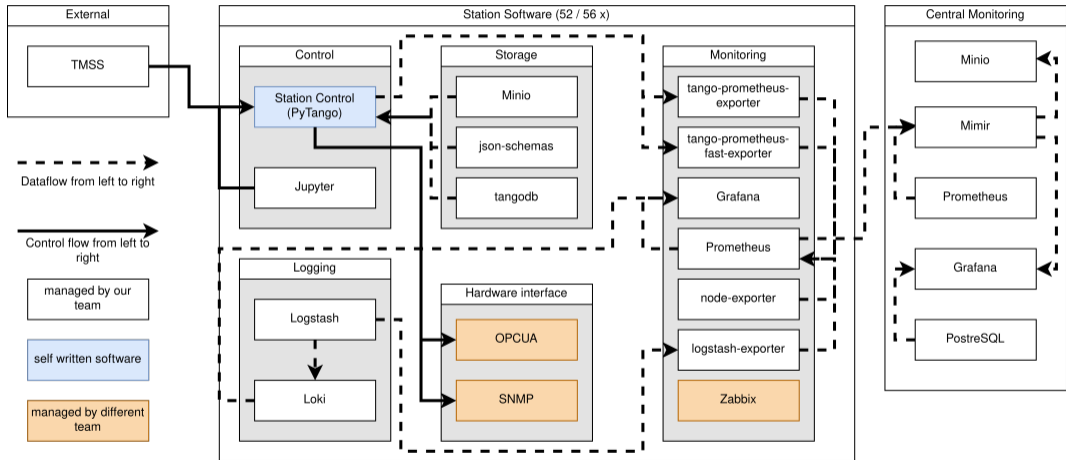 External
TMSS
Dataflow from left to right
Control flow from left to
right
managed by our
team
self written software
managed by different
team
Station Software (52 / 56 x)
Control
Station Control
(PyTango)
Jupyter
Storage
Minio
json-schemas
tangodb
Logging
Logstash
Loki
Hardware interface
OPCUA
SNMP
Monitoring
tango-prometheus-
exporter
tango-prometheus-
fast-exporter
Grafana
Prometheus
node-exporter
logstash-exporter
Zabbix
Central Monitoring
Minio
Mimir
Prometheus
Grafana
PostreSQL